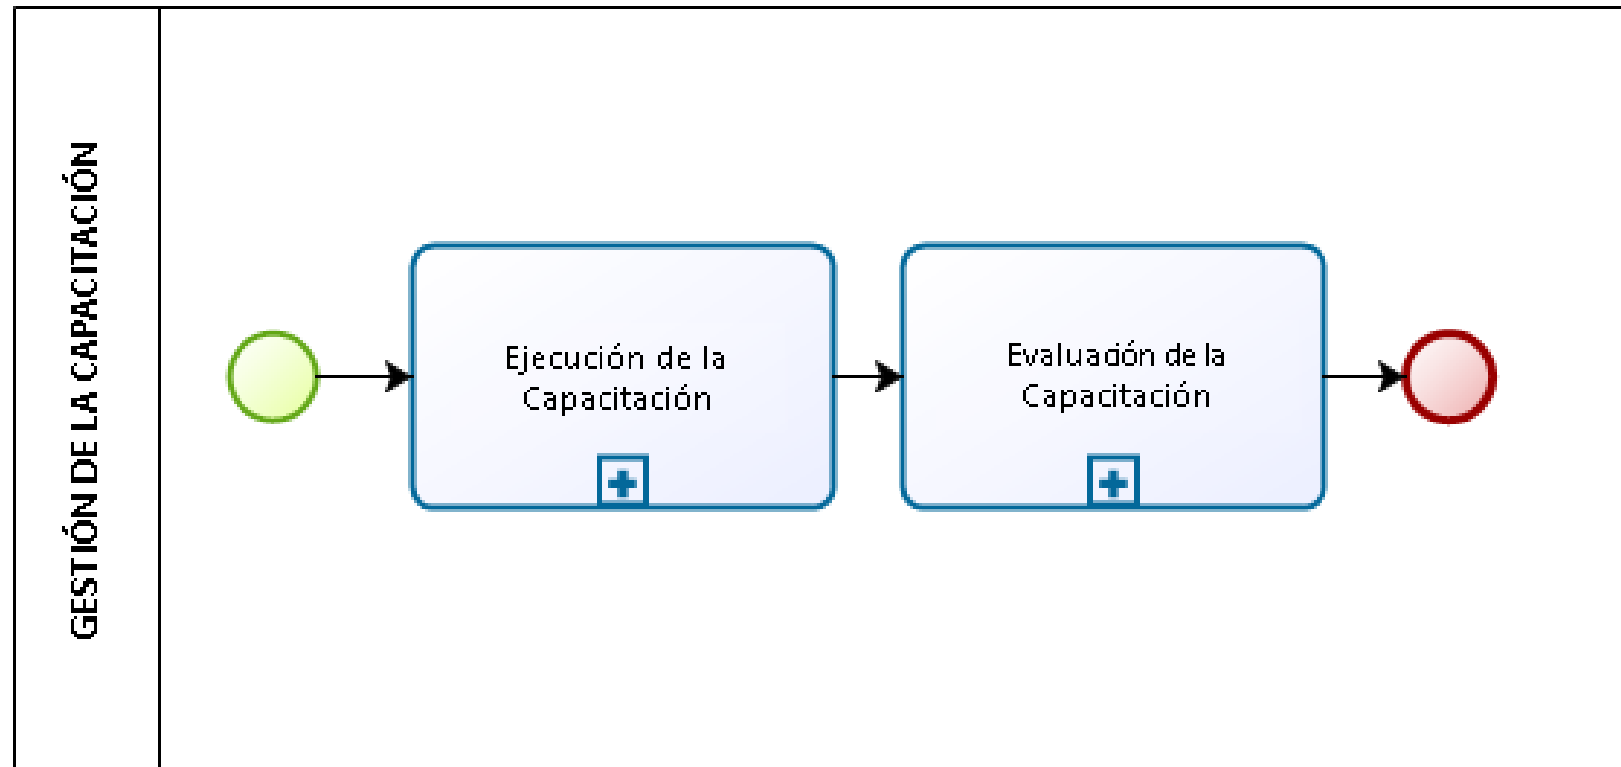 GESTIÓN DE LA CAPACITACIÓN
Ejecución de la
Capacitación
Evaluación de la
Capacitación